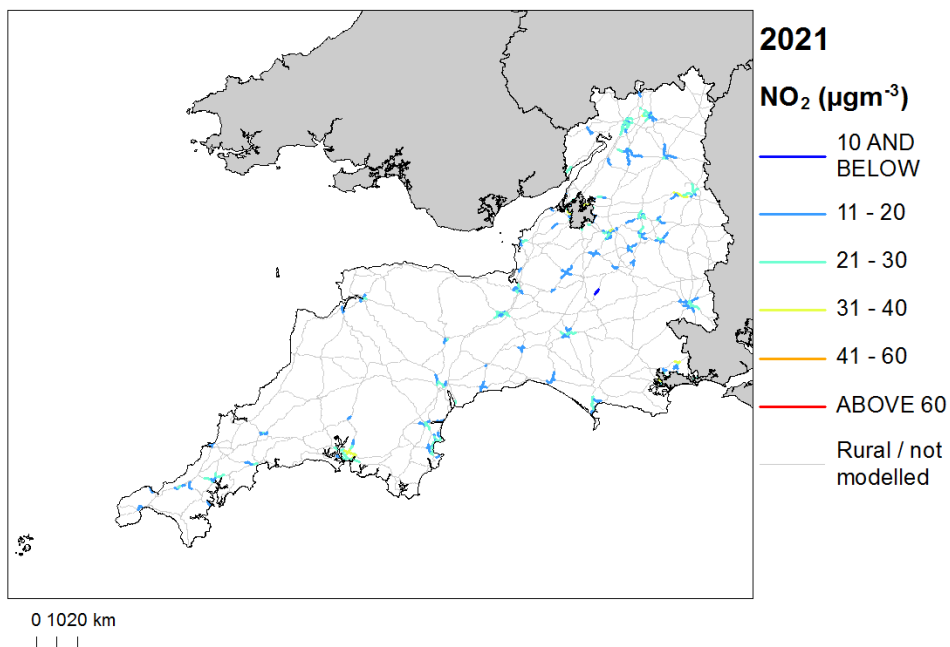 2021
NO₂ (µgm⁻³)
10 AND
BELOW
11 - 20
21 - 30
31 - 40
41 - 60
ABOVE 60
Rural / not
modelled
0 1020 km